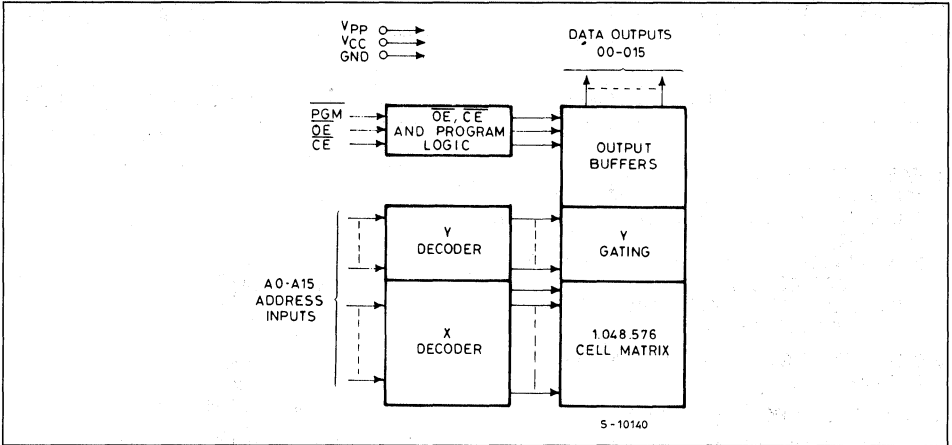 VPP
VCC
GND
DATA OUTPUTS
00-015
PGM
OE
CE
OE, CE
AND PROGRAM
LOGIC
OUTPUT
BUFFERS
Y
DECODER
Y
GATING
A0-A15
ADDRESS
INPUTS
X
DECODER
1.048.576
CELL MATRIX
S-10140